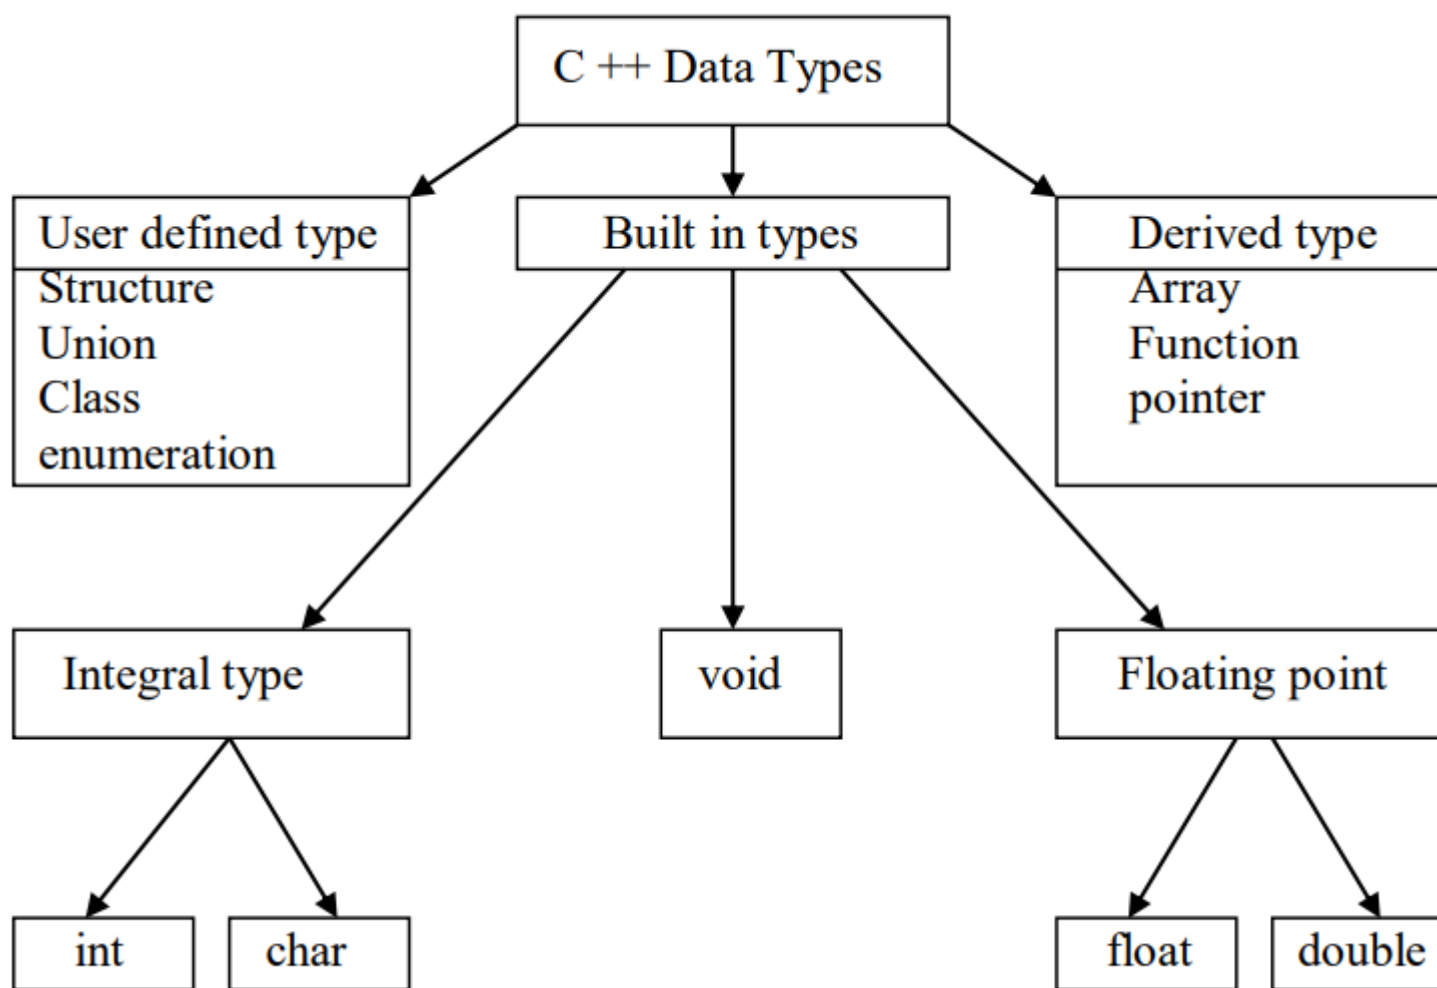 C ++ Data Types
User defined type
Structure
Union
Class
enumeration
Built in types
Derived type
Array
Function
pointer
Integral type
void
Floating point
int
char
float
double